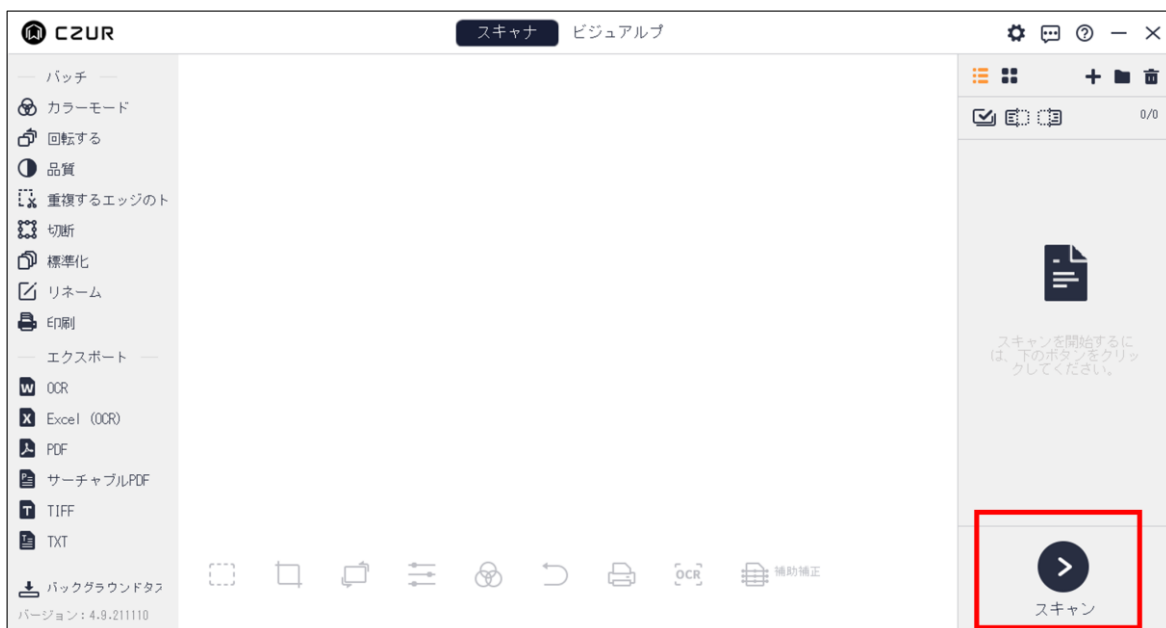 CZUR
スキャナ ビジュアルプ
バッチ
カラーモード
回転する
品質
重複するエッジのト
切断
標準化
リネーム
印刷
エクスポート
OCR
Excel (OCR)
PDF
サーチャブルPDF
TIFF
TXT
バックグラウンドタス
バージョン：4.9.211110
OCR
補助補正
0/0
スキャンを開始するに
は、下のボタンをクリッ
クしてください。
スキャン